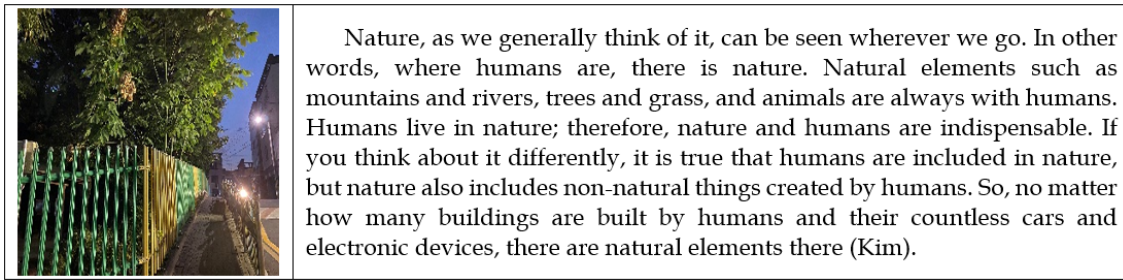 Nature, as we generally think of it, can be seen wherever we go. In other
words, where humans are, there is nature. Natural elements such as
mountains and rivers, trees and grass, and animals are always with humans.
Humans live in nature; therefore, nature and humans are indispensable. If
you think about it differently, it is true that humans are included in nature,
but nature also includes non-natural things created by humans. So, no matter
how many buildings are built by humans and their countless cars and
electronic devices, there are natural elements there (Kim).